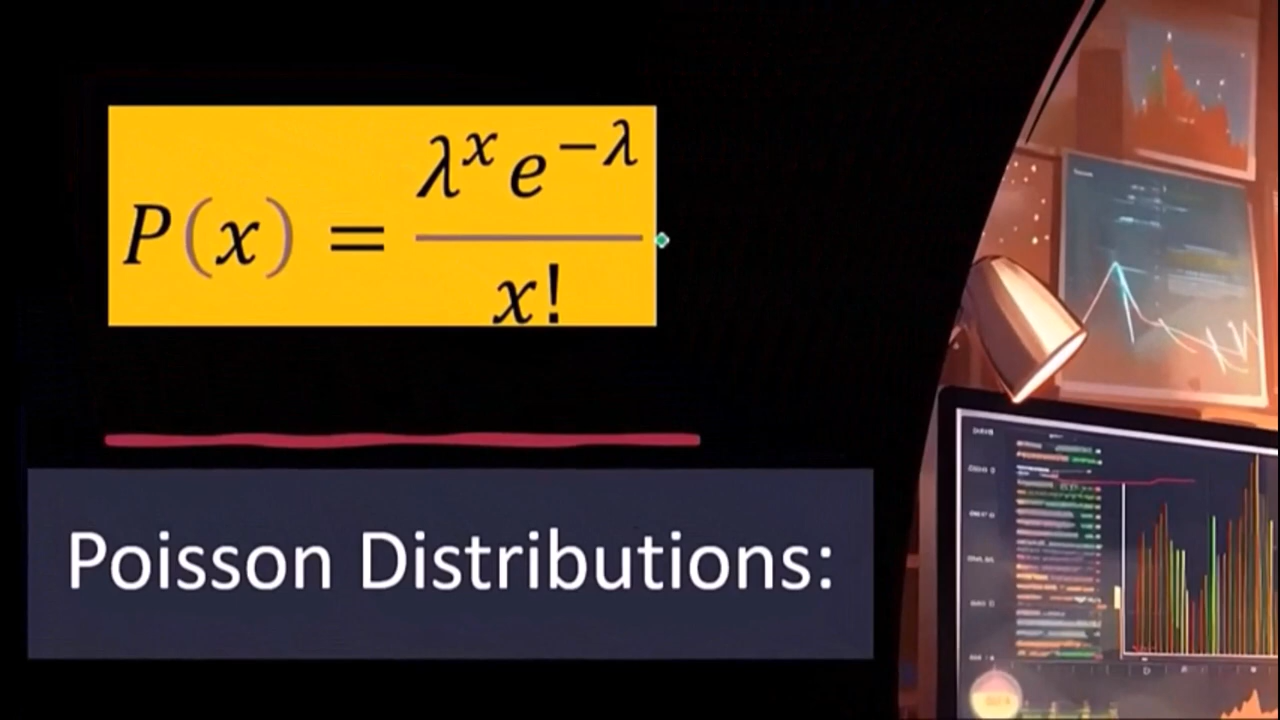 P(x) = λ^x e^{−λ} / x!
Poisson Distributions: